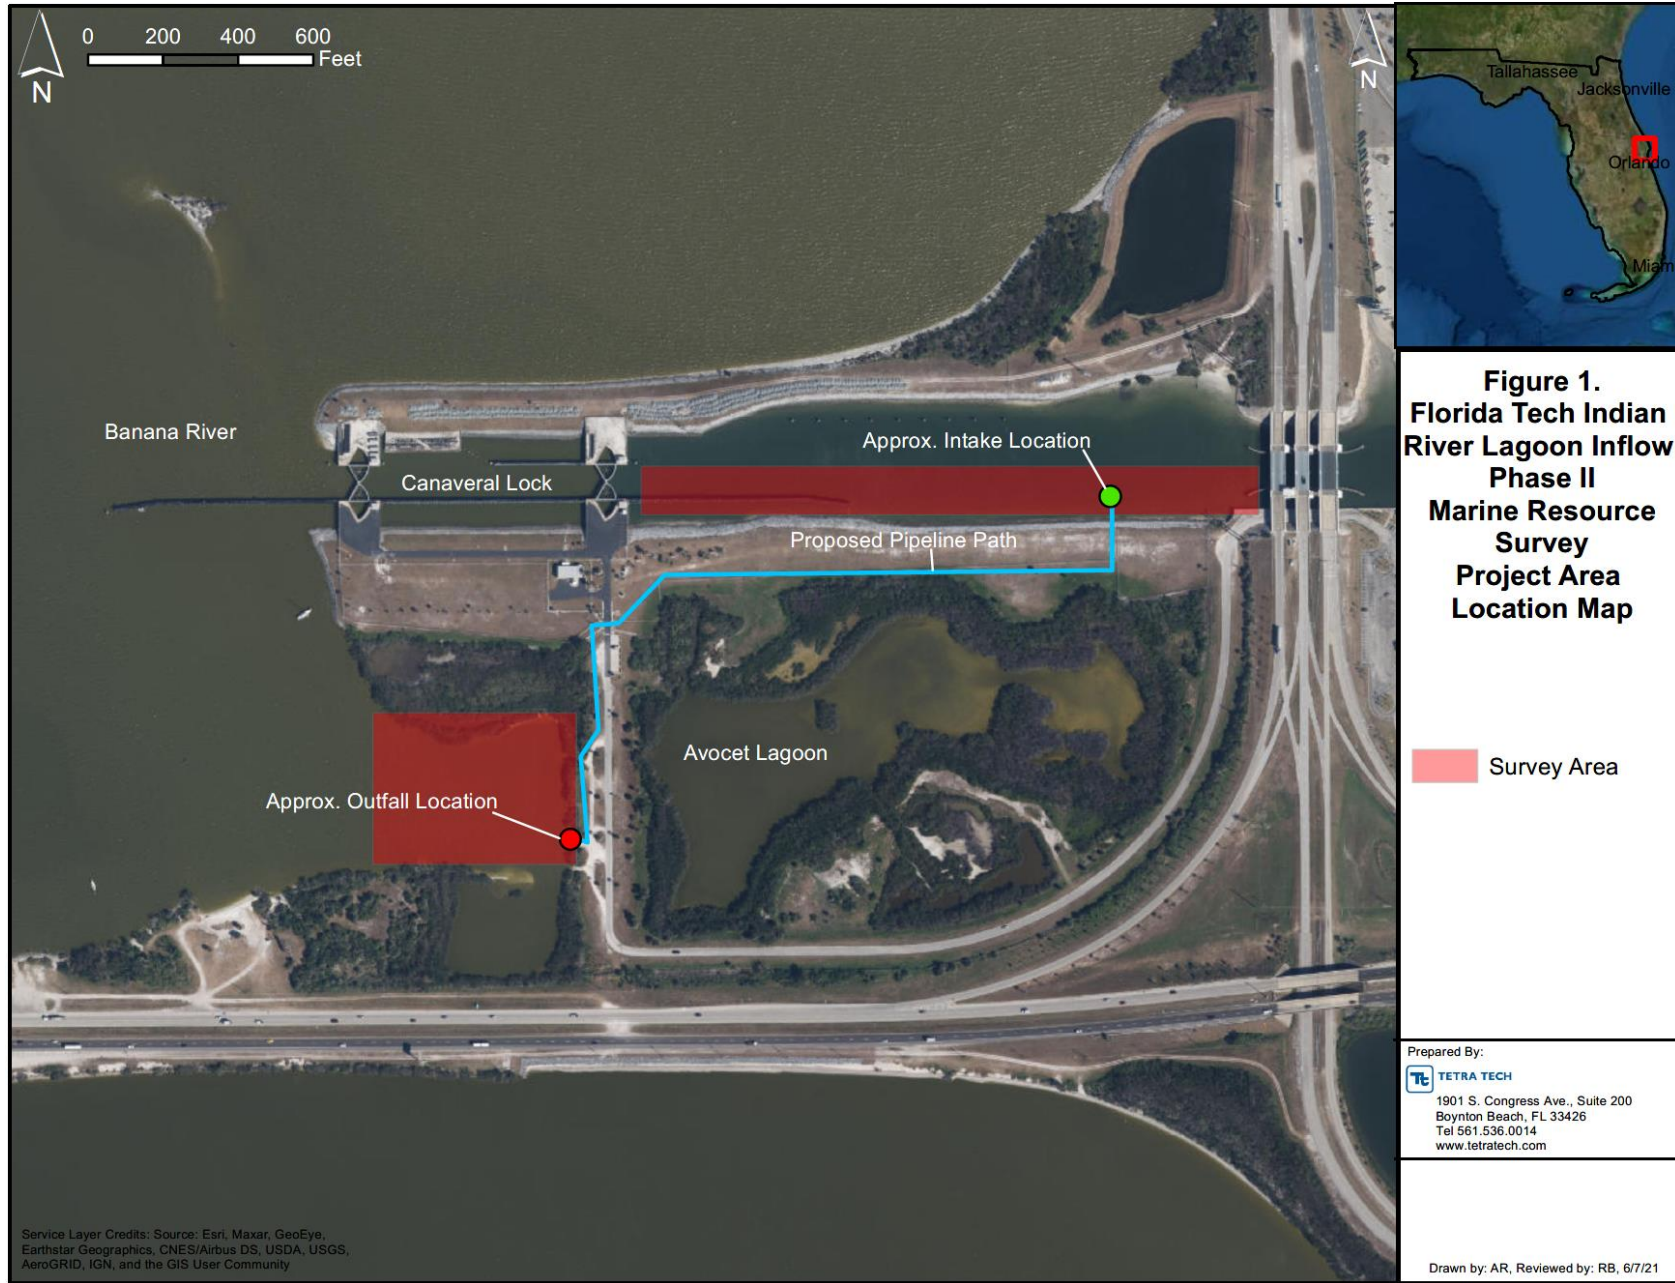 0 200 400 600
Feet
N
N
Banana River
Canaveral Lock
Approx. Intake Location
Proposed Pipeline Path
Avocet Lagoon
Approx. Outfall Location
Service Layer Credits: Source: Esri, Maxar, GeoEye,
Earthstar Geographics, CNES/Airbus DS, USDA, USGS,
AeroGRID, IGN, and the GIS User Community
Tallahassee
Jacksonville
Orlando
Miam
Figure 1.
Florida Tech Indian
River Lagoon Inflow
Phase II
Marine Resource
Survey
Project Area
Location Map
Survey Area
Prepared By:
Tt TETRA TECH
1901 S. Congress Ave., Suite 200
Boynton Beach, FL 33426
Tel 561.536.0014
www.tetratech.com
Drawn by: AR, Reviewed by: RB, 6/7/21